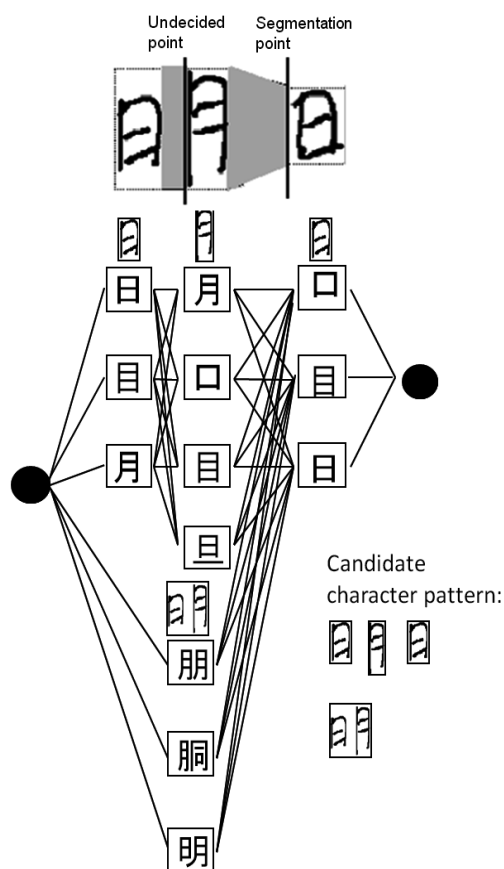 Undecided point
Segmentation point
日 月 口
目 口 目
月 目 日
旦
朋
胴
明
Candidate
character pattern: